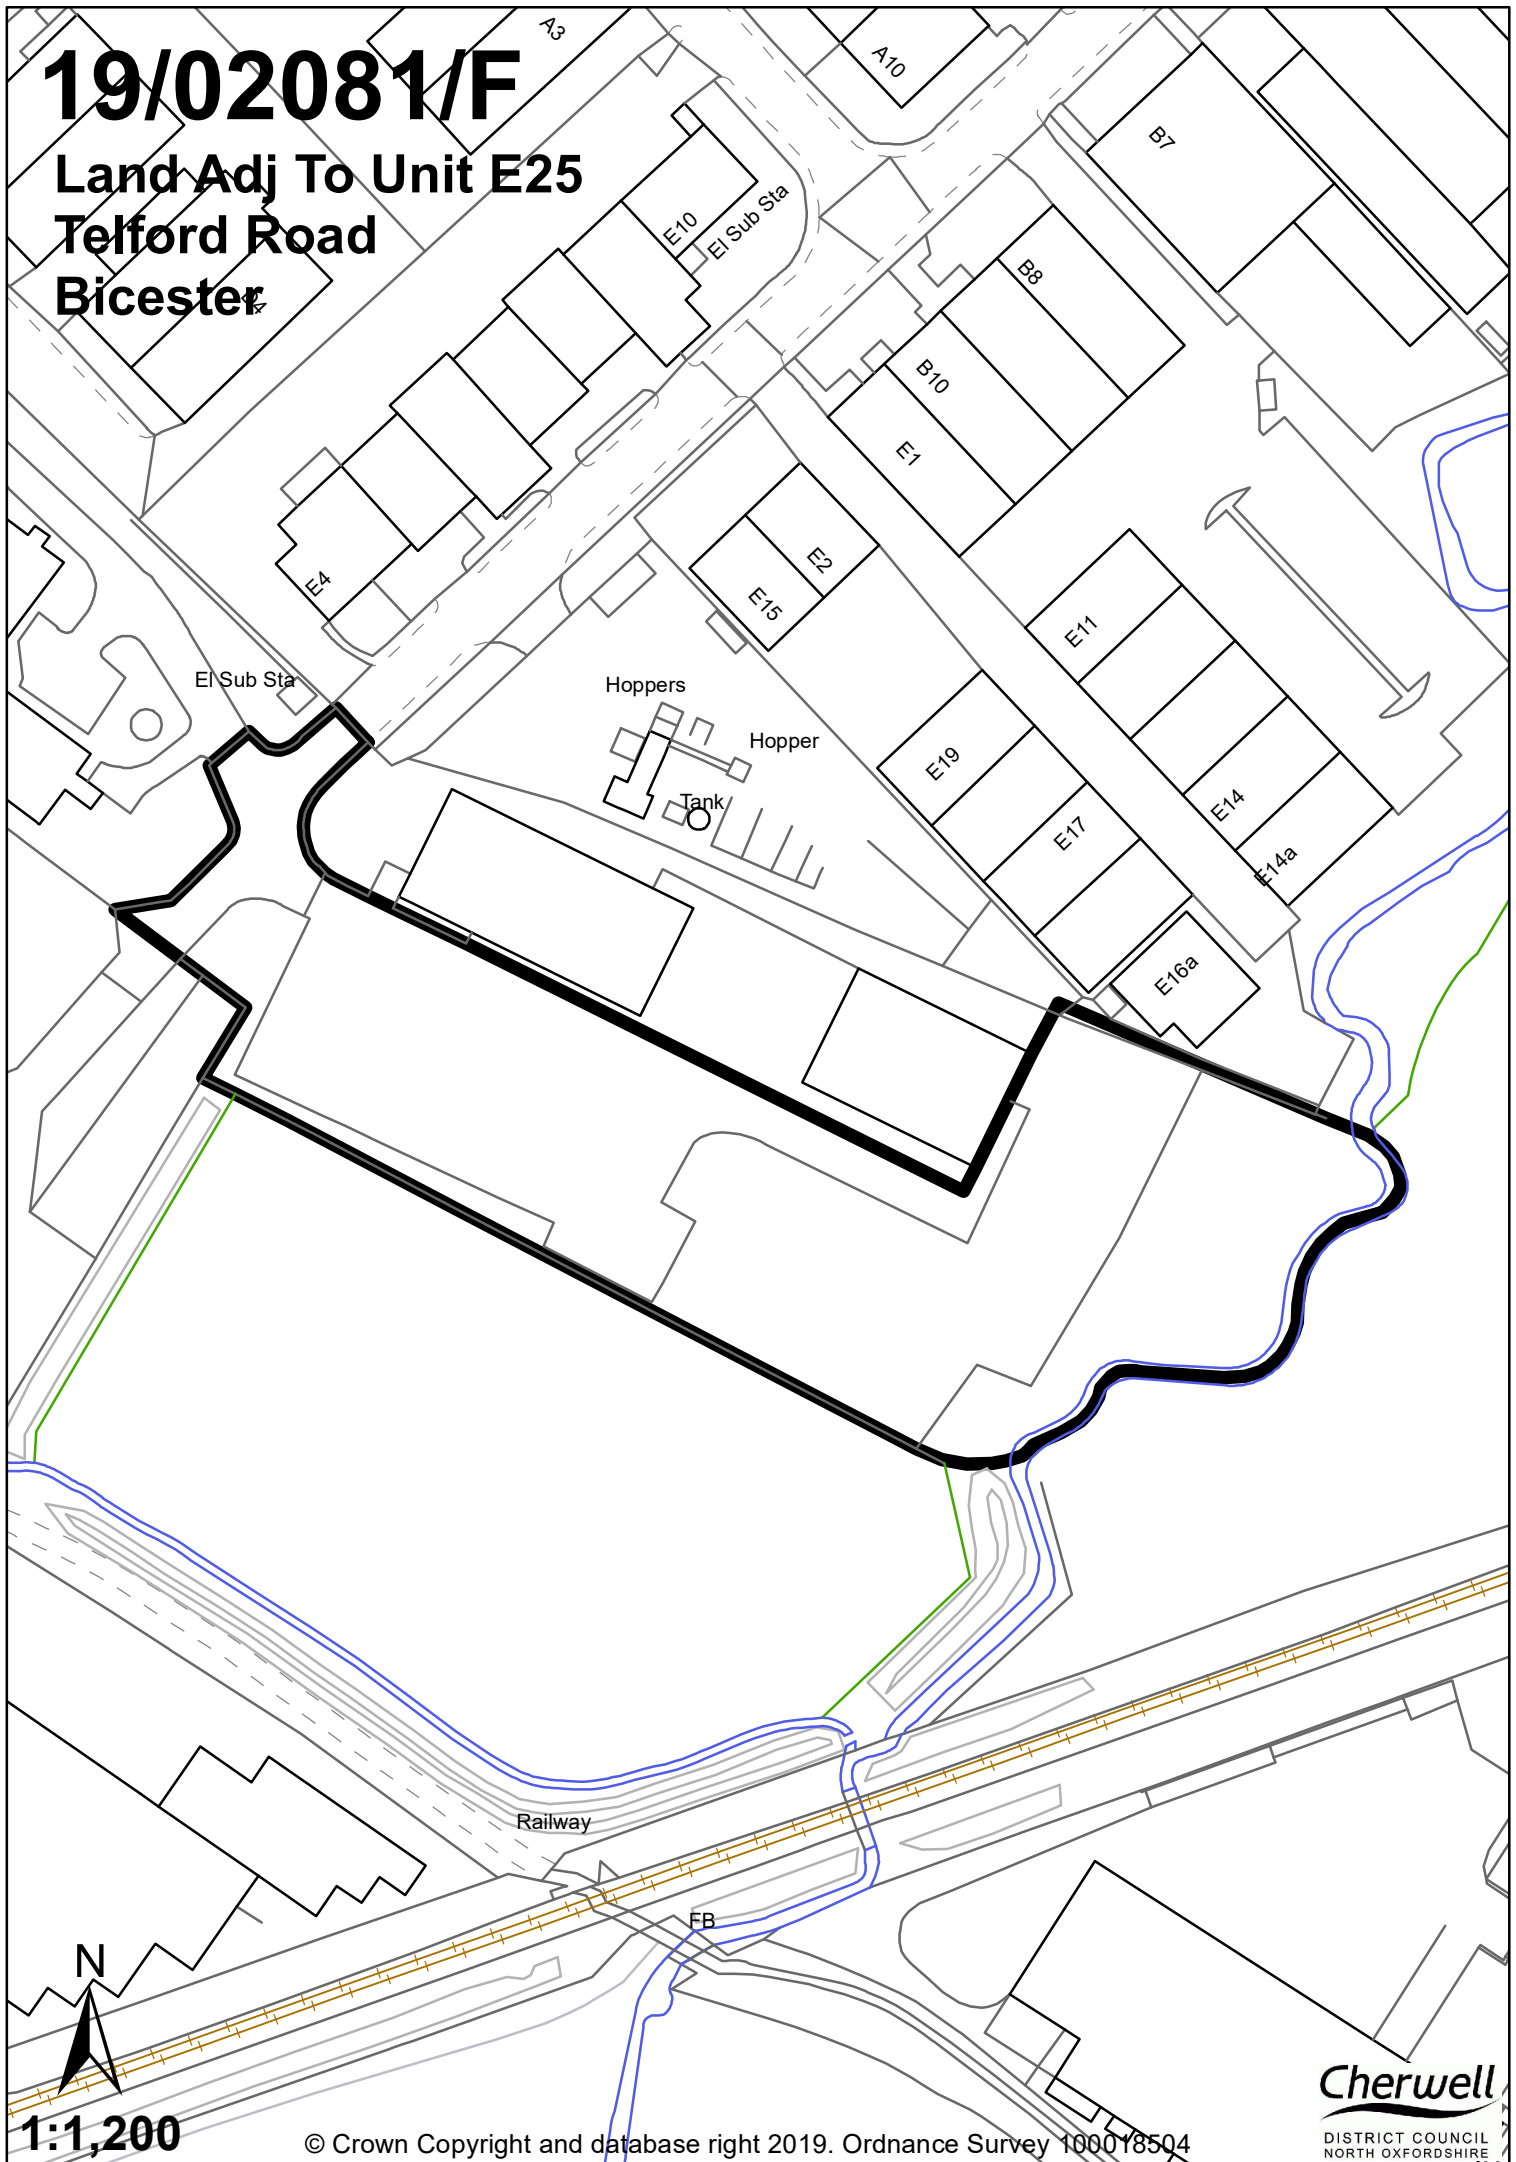 19/02081/F
Land Adj To Unit E25
Telford Road
Bicester
A3
A10
B7
E10
El Sub Sta
B8
B10
E1
E2
E15
E4
E11
El Sub Sta
Hoppers
Hopper
Tank
E19
E17
E14
E14a
E16a
Railway
FB
N
1:1,200
© Crown Copyright and database right 2019. Ordnance Survey 100018504
Cherwell
DISTRICT COUNCIL
NORTH OXFORDSHIRE